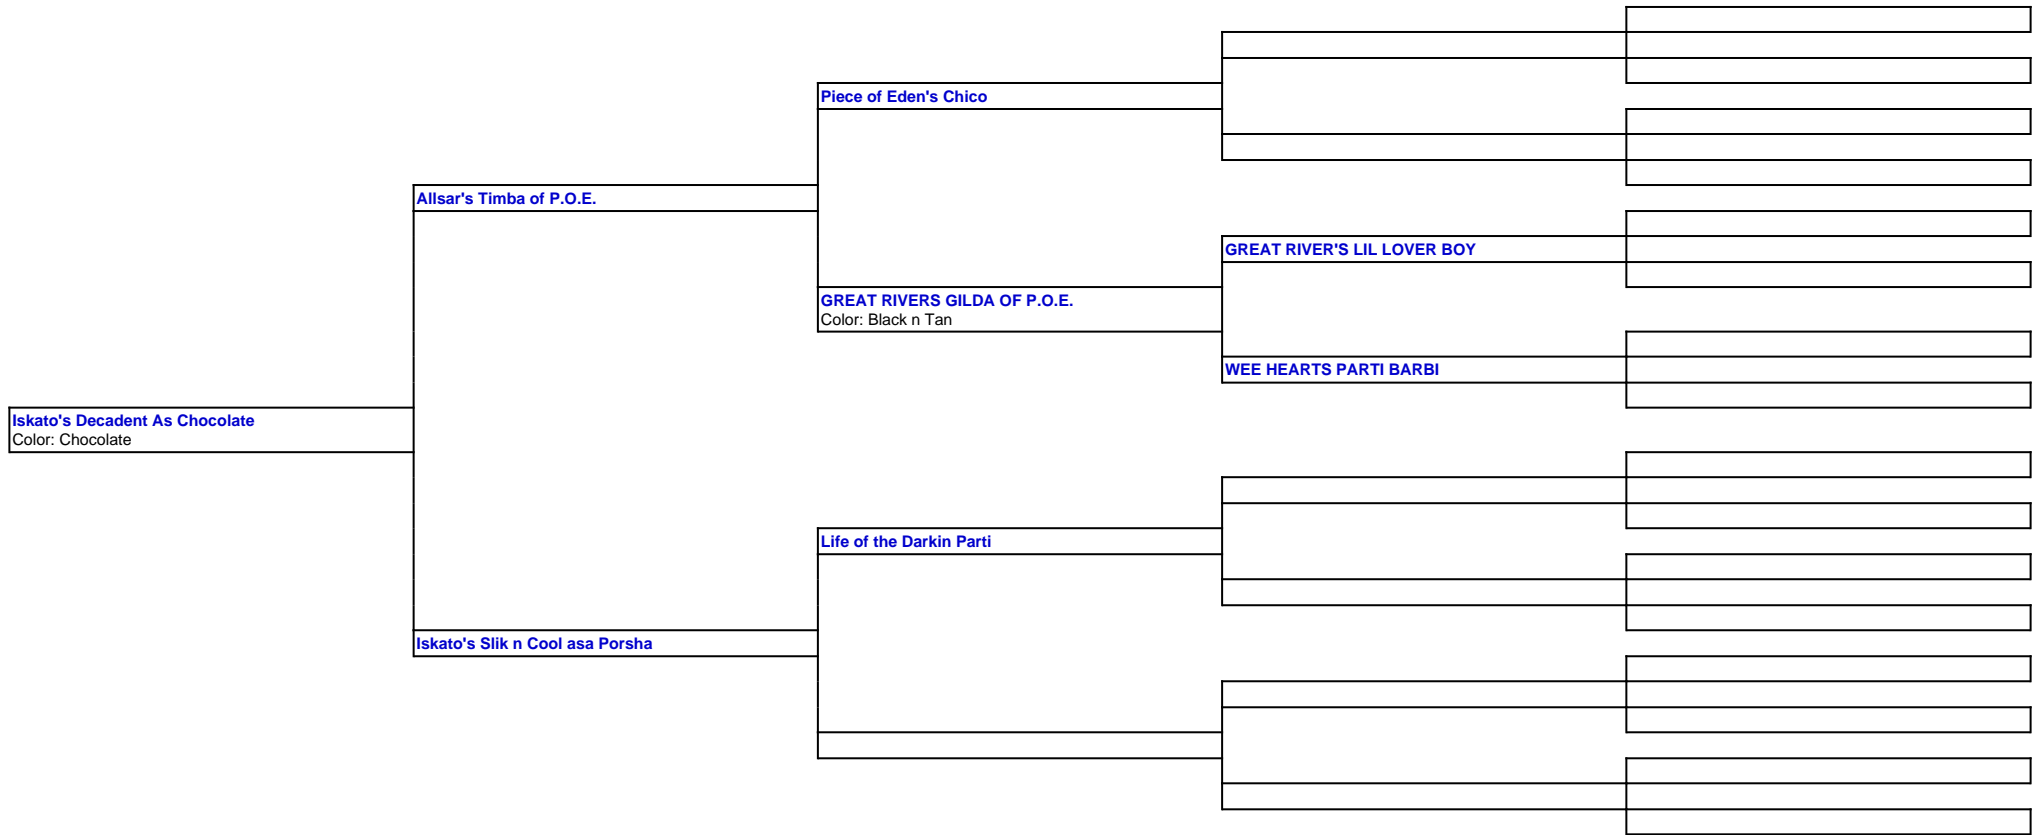 Piece of Eden's Chico
Allsar's Timba of P.O.E.
GREAT RIVER'S LIL LOVER BOY
GREAT RIVERS GILDA OF P.O.E.
Color: Black n Tan
WEE HEARTS PARTI BARBI
Iskato's Decadent As Chocolate
Color: Chocolate
Life of the Darkin Parti
Iskato's Slik n Cool asa Porsha